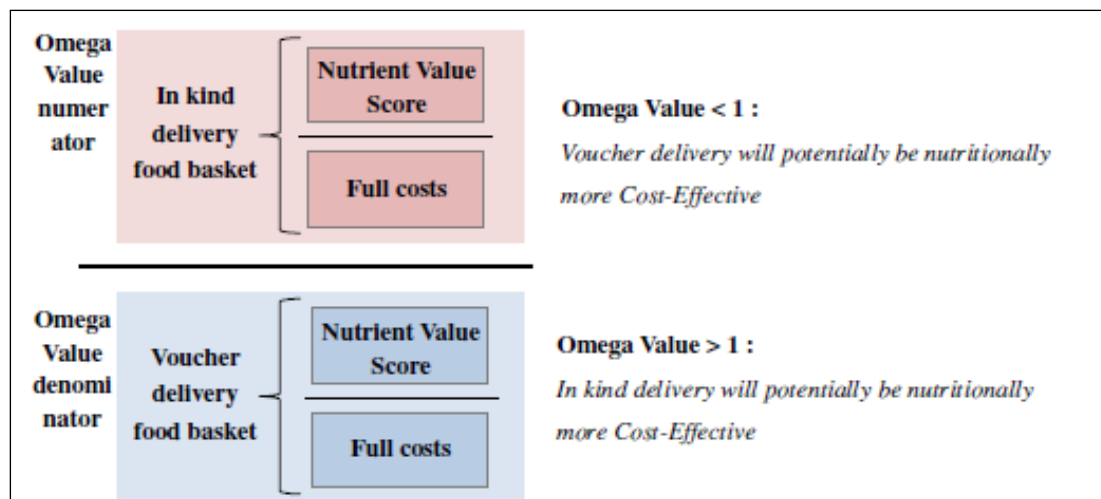 Omega
Value
numer
ator
In kind
delivery
food basket
Nutrient Value
Score
Full costs
Omega Value < 1 :
Voucher delivery will potentially be nutritionally
more Cost-Effective
Omega
Value
denomi
nator
Voucher
delivery
food basket
Nutrient Value
Score
Full costs
Omega Value > 1 :
In kind delivery will potentially be nutritionally
more Cost-Effective